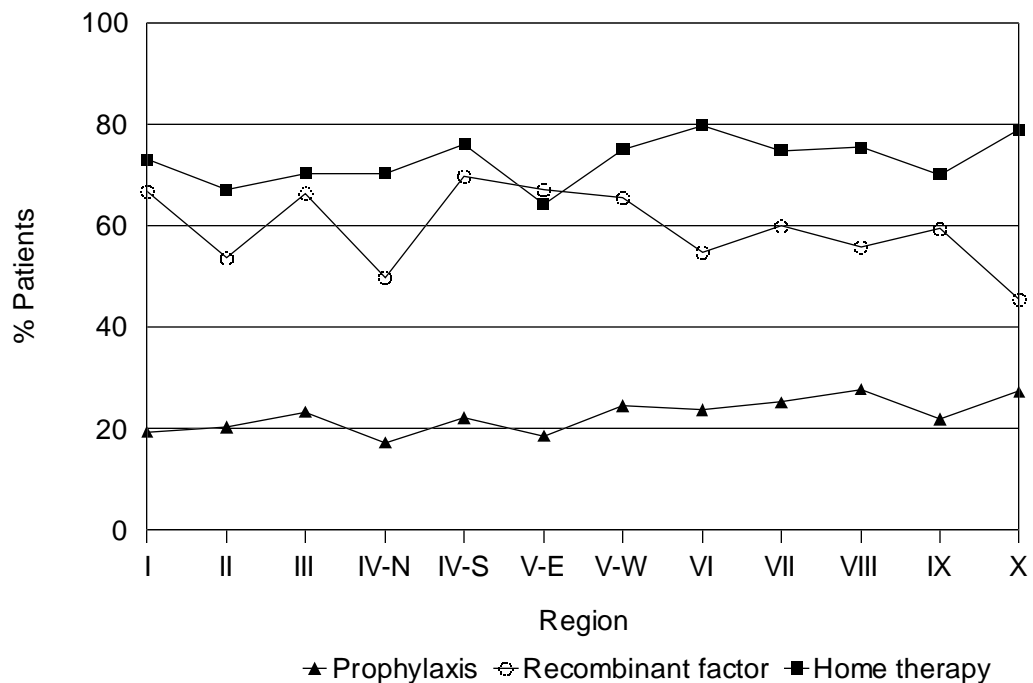 100
80
60
40
20
0
% Patients
I II III IV-N IV-S V-E V-W VI VII VIII IX X
Region
Prophylaxis Recombinant factor Home therapy